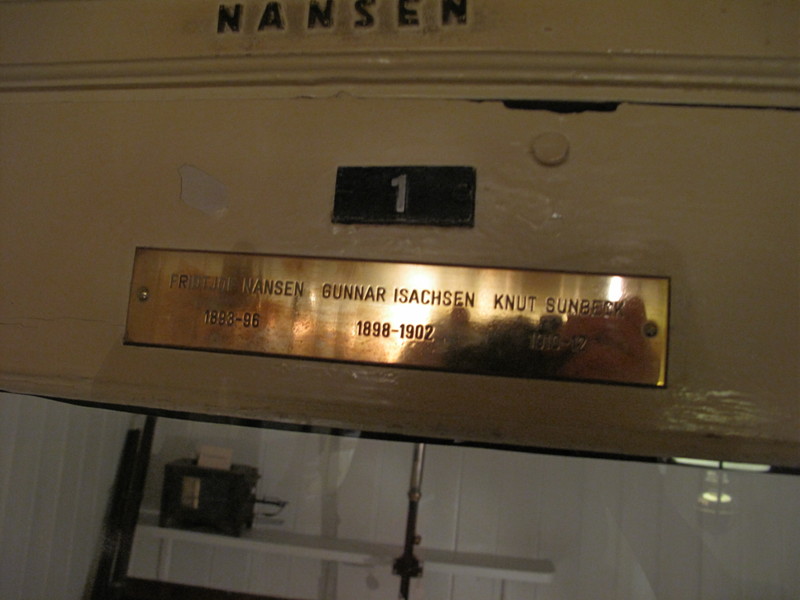 NANSEN
1
FRIDTJOF NANSEN GUNNAR ISACHSEN KNUT SUNBECK
1893-96 1898-1902